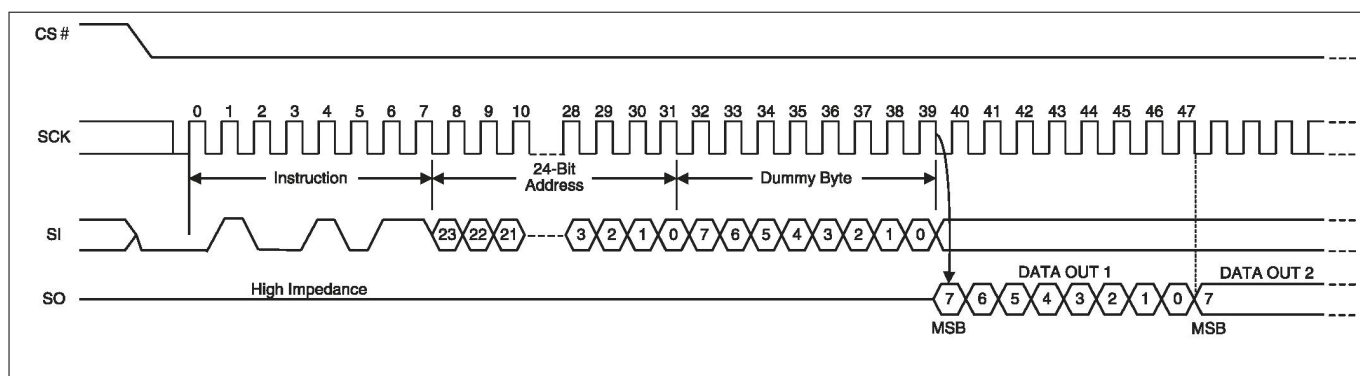 CS #
0 1 2 3 4 5 6 7 8 9 10 28 29 30 31 32 33 34 35 36 37 38 39 40 41 42 43 44 45 46 47
SCK
Instruction
24-Bit
Address
Dummy Byte
SI
23 22 21 3 2 1 0 7 6 5 4 3 2 1 0
High Impedance
DATA OUT 1
DATA OUT 2
SO
7 6 5 4 3 2 1 0 7
MSB
MSB